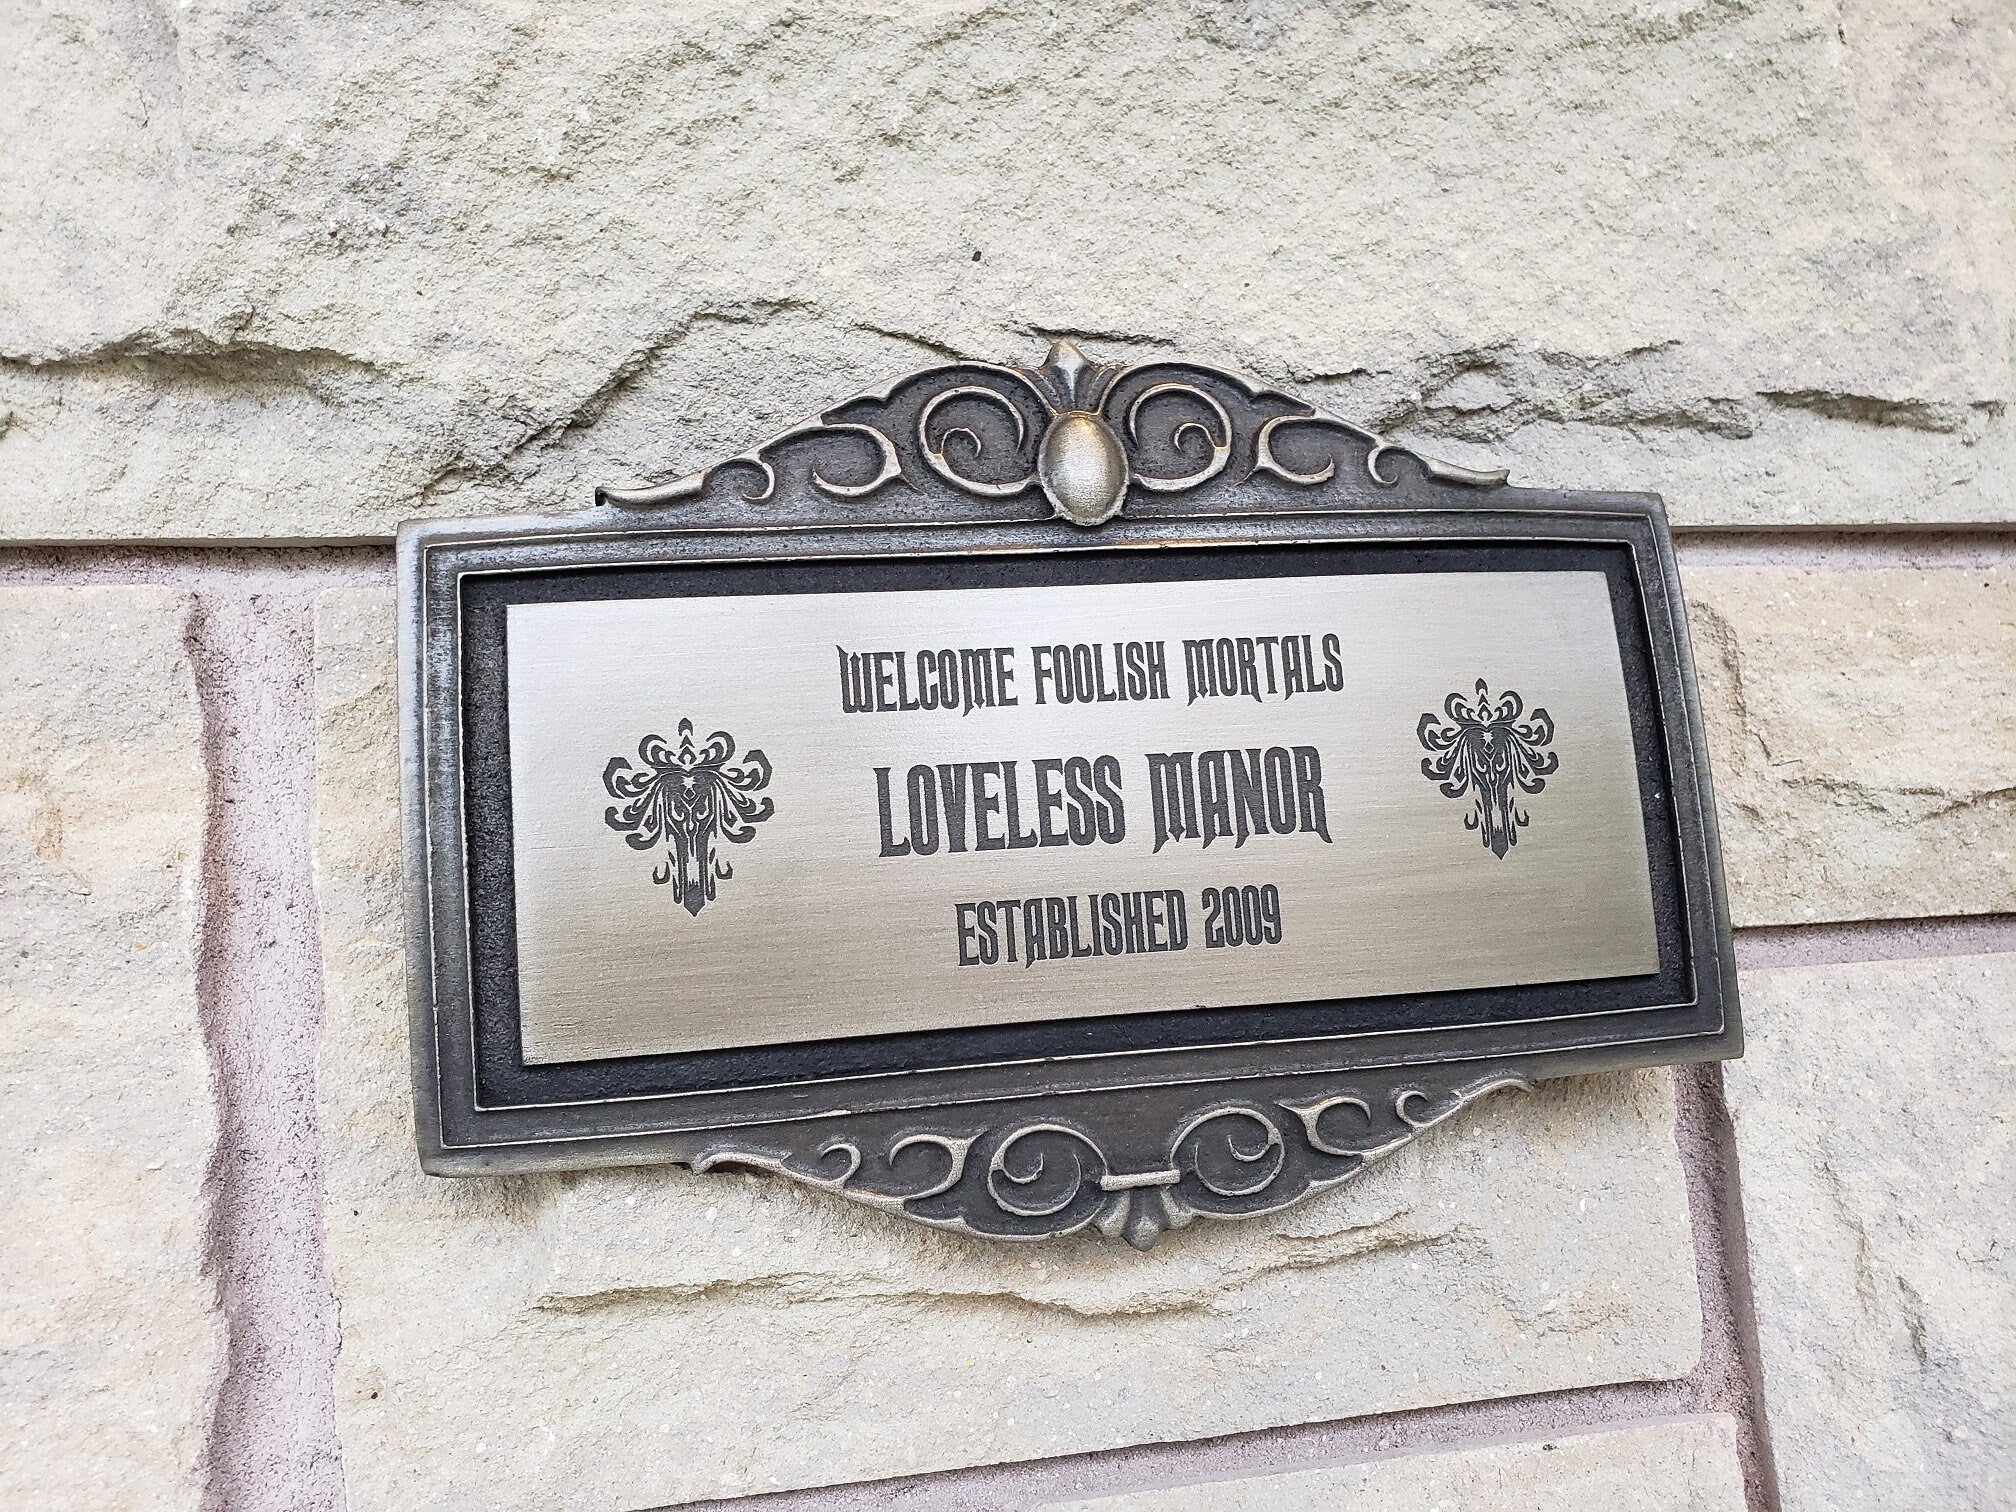 WELCOME FOOLISH MORTALS
LOVELESS MANOR
ESTABLISHED 2009